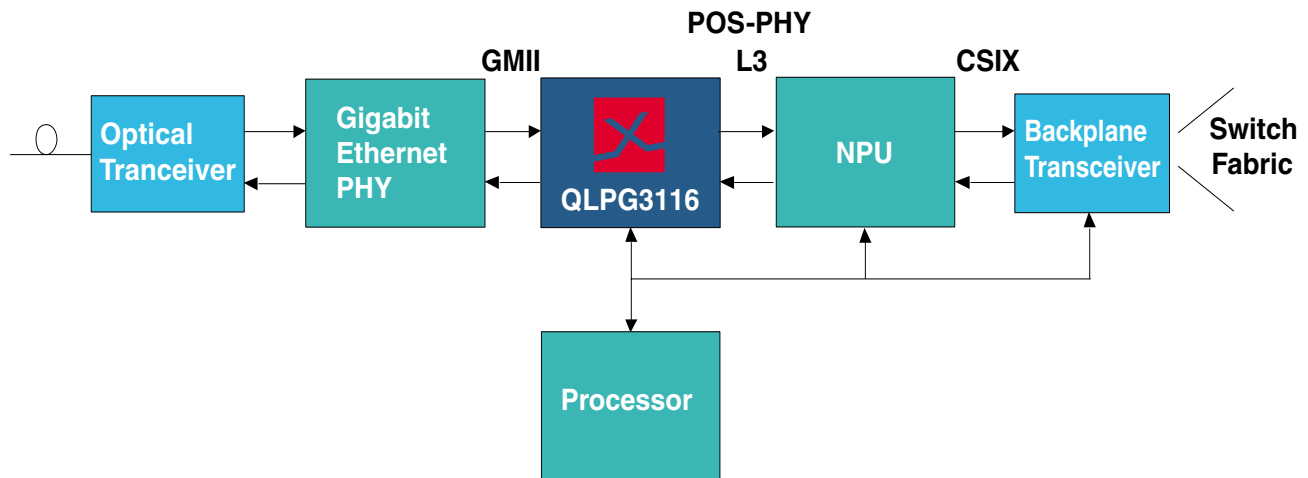 POS-PHY
GMII
L3
CSIX
Optical
Tranceiver
Gigabit
Ethernet
PHY
QLPG3116
NPU
Backplane
Transceiver
Switch
Fabric
Processor